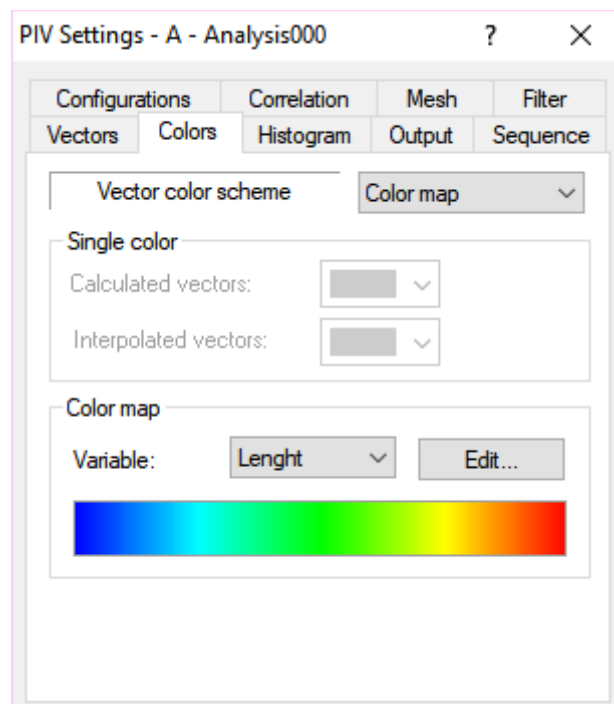 PIV Settings - A - Analysis000 ?
Configurations Correlation Mesh Filter
Vectors Colors Histogram Output Sequence
Vector color scheme Color map
Single color
Calculated vectors:
Interpolated vectors:
Color map
Variable: Lenght Edit...